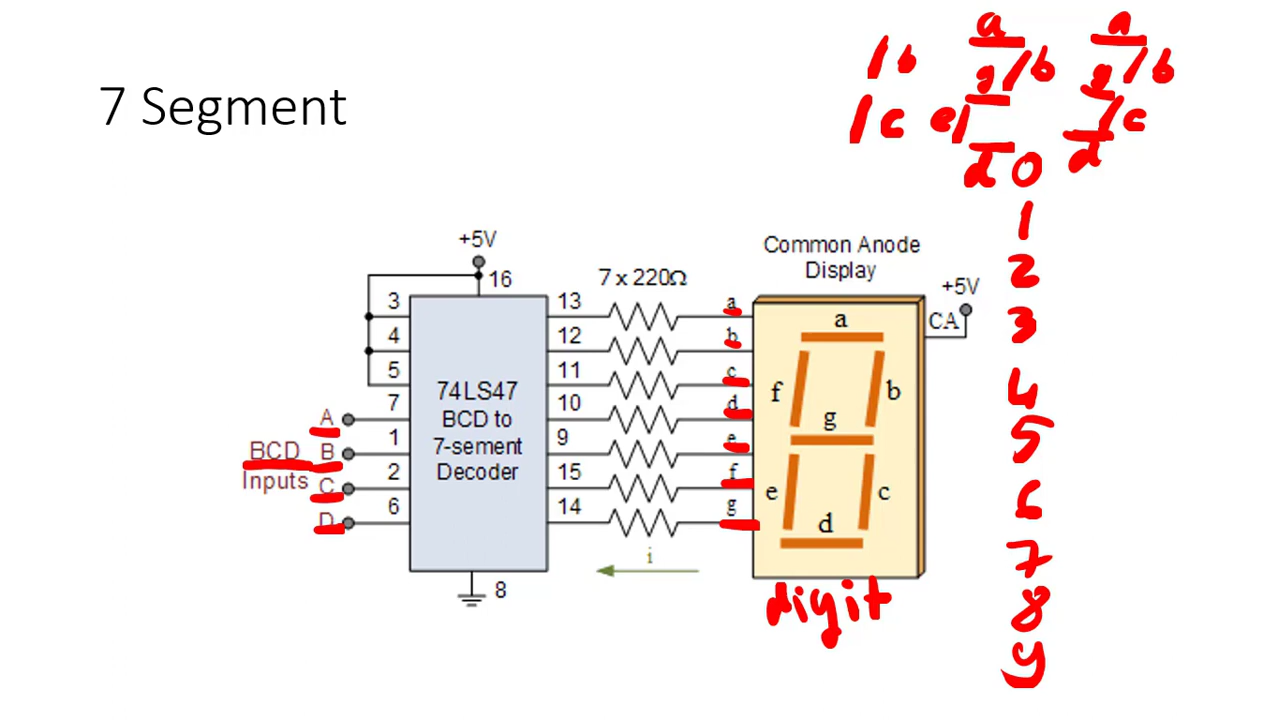 7 Segment
b a b a b
c e g d g c d
0
1
2
3
4
5
6
7
8
9
+5V
16
3
4
5
7
1
2
6
A
B
C
D
BCD
Inputs
74LS47
BCD to
7-sement
Decoder
8
13
12
11
10
9
15
14
7 x 220Ω
i
a
b
c
d
e
f
g
Common Anode
Display
+5V
CA
a
f b
g
e c
d
digit